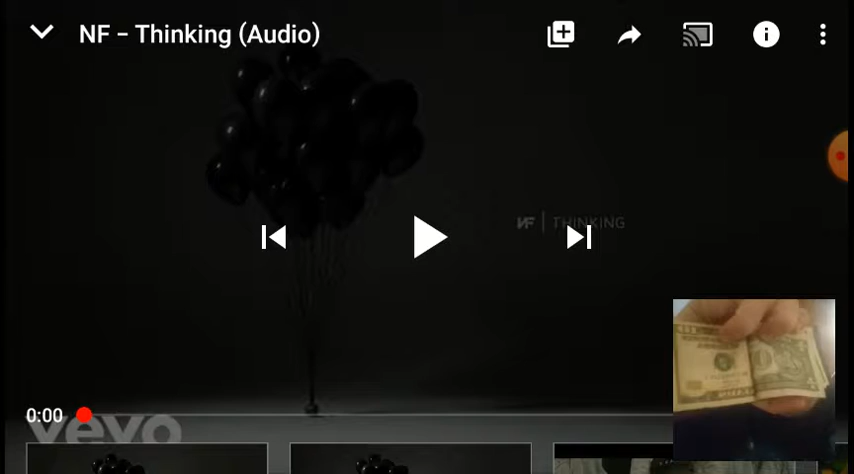 NF – Thinking (Audio)
NF | THINKING
0:00
vevo